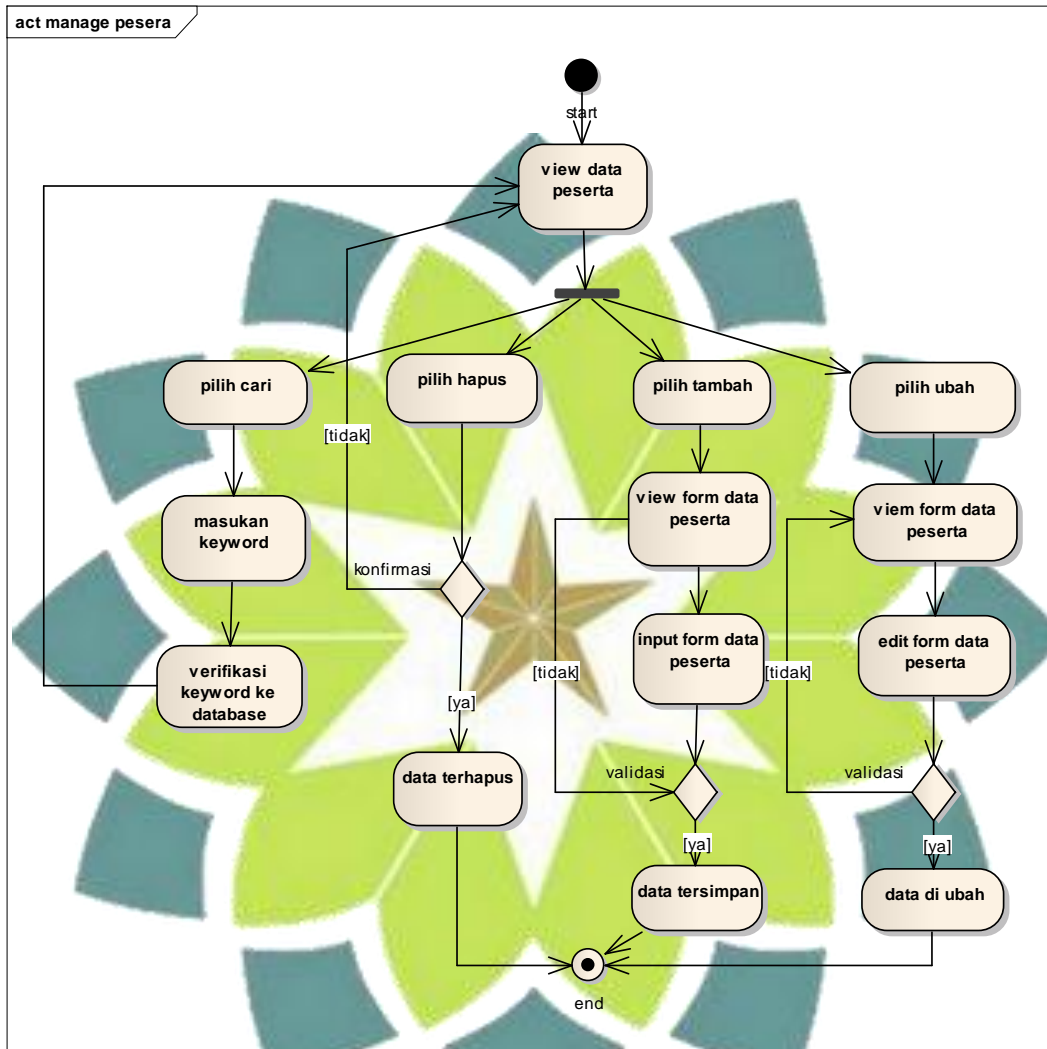 act manage pesera
start
view data
peserta
pilih cari
pilih hapus
pilih tambah
pilih ubah
[tidak]
masukan
keyword
view form data
peserta
viem form data
peserta
konfirmasi
verifikasi
keyword ke
database
input form data
peserta
edit form data
peserta
[tidak]
[tidak]
[ya]
data terhapus
validasi
validasi
[ya]
[ya]
data tersimpan
data di ubah
end